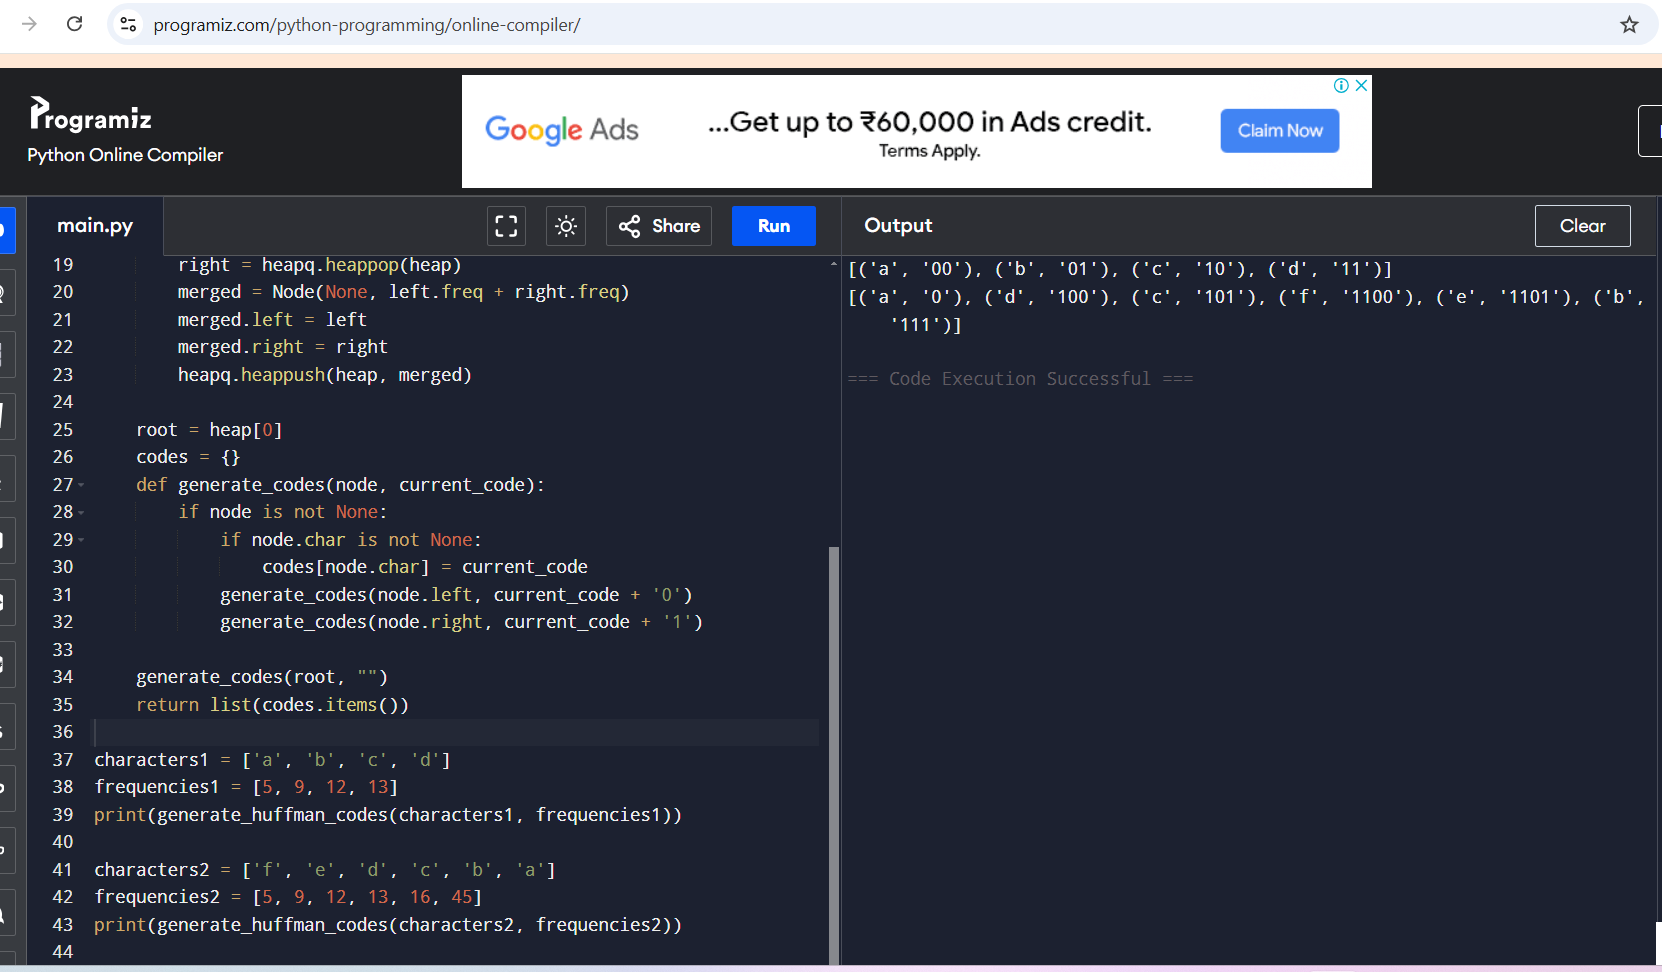 programiz.com/python-programming/online-compiler/
Programiz
Python Online Compiler
Google Ads
...Get up to ₹60,000 in Ads credit.
Terms Apply.
Claim Now
main.py
Share
Run
Output
Clear
19 right = heapq.heappop(heap)
20 merged = Node(None, left.freq + right.freq)
21 merged.left = left
22 merged.right = right
23 heapq.heappush(heap, merged)
24
25 root = heap[0]
26 codes = {}
27 def generate_codes(node, current_code):
28 if node is not None:
29 if node.char is not None:
30 codes[node.char] = current_code
31 generate_codes(node.left, current_code + '0')
32 generate_codes(node.right, current_code + '1')
33
34 generate_codes(root, "")
35 return list(codes.items())
36
37 characters1 = ['a', 'b', 'c', 'd']
38 frequencies1 = [5, 9, 12, 13]
39 print(generate_huffman_codes(characters1, frequencies1))
40
41 characters2 = ['f', 'e', 'd', 'c', 'b', 'a']
42 frequencies2 = [5, 9, 12, 13, 16, 45]
43 print(generate_huffman_codes(characters2, frequencies2))
44
[('a', '00'), ('b', '01'), ('c', '10'), ('d', '11')]
[('a', '0'), ('d', '100'), ('c', '101'), ('f', '1100'), ('e', '1101'), ('b',
'111')]
=== Code Execution Successful ===